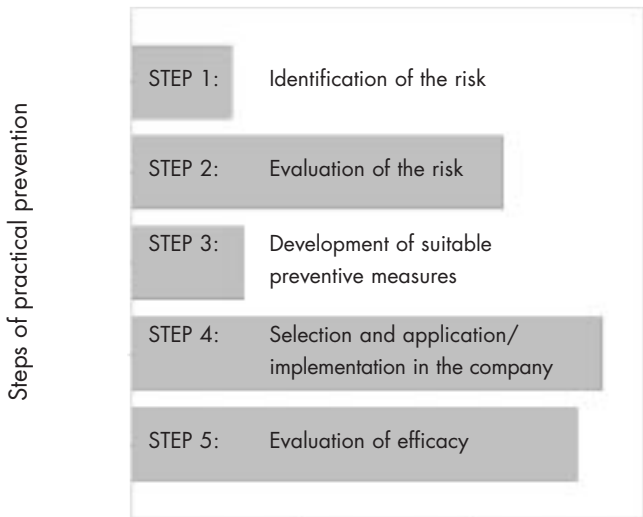 Steps of practical prevention
STEP 1: Identification of the risk
STEP 2: Evaluation of the risk
STEP 3: Development of suitable
preventive measures
STEP 4: Selection and application/
implementation in the company
STEP 5: Evaluation of efficacy